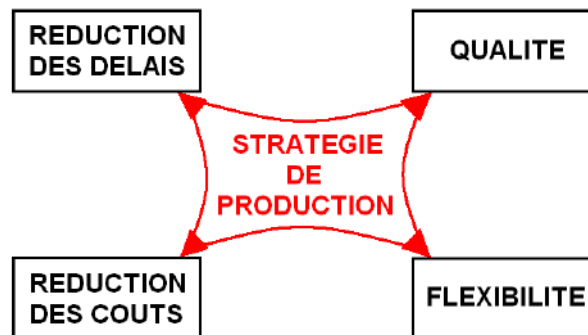 REDUCTION
DES DELAIS
QUALITE
STRATEGIE
DE
PRODUCTION
REDUCTION
DES COUTS
FLEXIBILITE